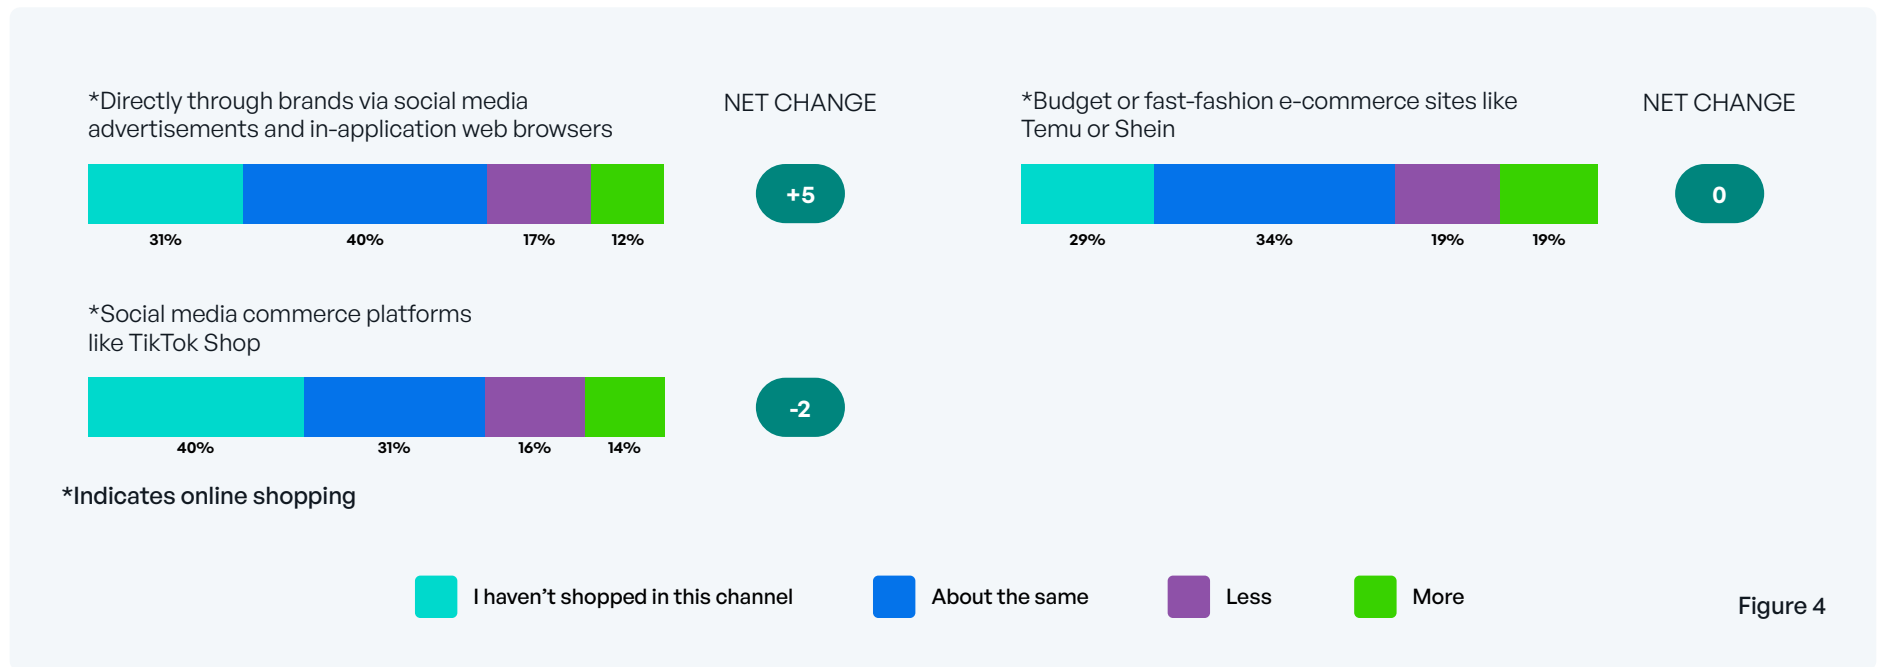 *Directly through brands via social media
advertisements and in-application web browsers
NET CHANGE
+5
31% 40% 17% 12%
*Budget or fast-fashion e-commerce sites like
Temu or Shein
NET CHANGE
0
29% 34% 19% 19%
*Social media commerce platforms
like TikTok Shop
-2
40% 31% 16% 14%
*Indicates online shopping
I haven’t shopped in this channel About the same Less More
Figure 4